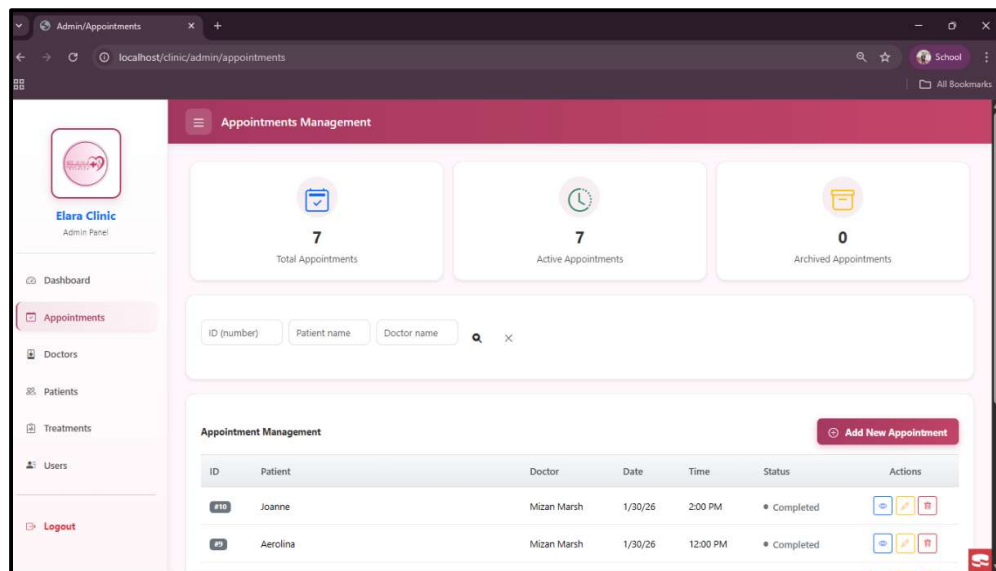 Admin/Appointments
localhost/clinic/admin/appointments
School
All Bookmarks
Elara Clinic
Admin Panel
Dashboard
Appointments
Doctors
Patients
Treatments
Users
Logout
Appointments Management
7
Total Appointments
7
Active Appointments
0
Archived Appointments
ID (number) Patient name Doctor name
Appointment Management
Add New Appointment
ID Patient Doctor Date Time Status Actions
#10 Joanne Mizan Marsh 1/30/26 2:00 PM Completed
#9 Aerolina Mizan Marsh 1/30/26 12:00 PM Completed